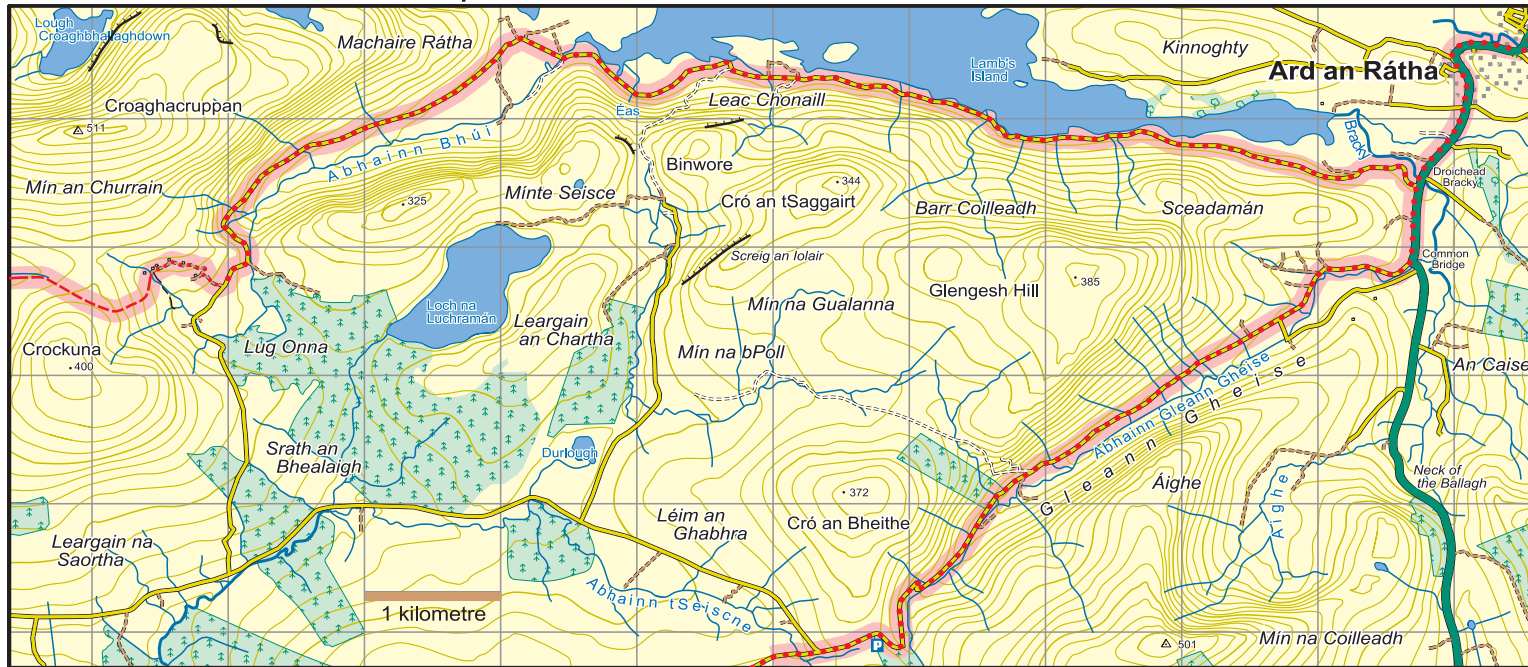 Lough
Croaghbhallaghdown
Machaire Rátha
Kinnoghty
Ard an Rátha
Lamb's
Island
Croaghacruppan
511
Abhainn Bhúi
Éas
Leac Chonaill
Bracky
Droichead
Bracky
Mín an Churrain
325
Mínte Seisce
Binwore
344
Cró an tSaggairt
Barr Coilleadh
Sceadamán
Screig an Iolair
Common
Bridge
Loch na
Luchramán
Mín na Gualanna
Glengesh Hill
385
Leargain
an Chartha
Crockuna
400
Lug Onna
Mín na bPoll
An Caise
Abhainn Gleann Gheise
Gleann Gheise
Srath an
Bhealaigh
Durlough
Neck of
the Ballagh
Áighe
Áighe
372
Cró an Bheithe
Léim an
Ghabhra
Leargain na
Saortha
1 kilometre
Abhainn tSeiscne
P
501
Mín na Coilleadh